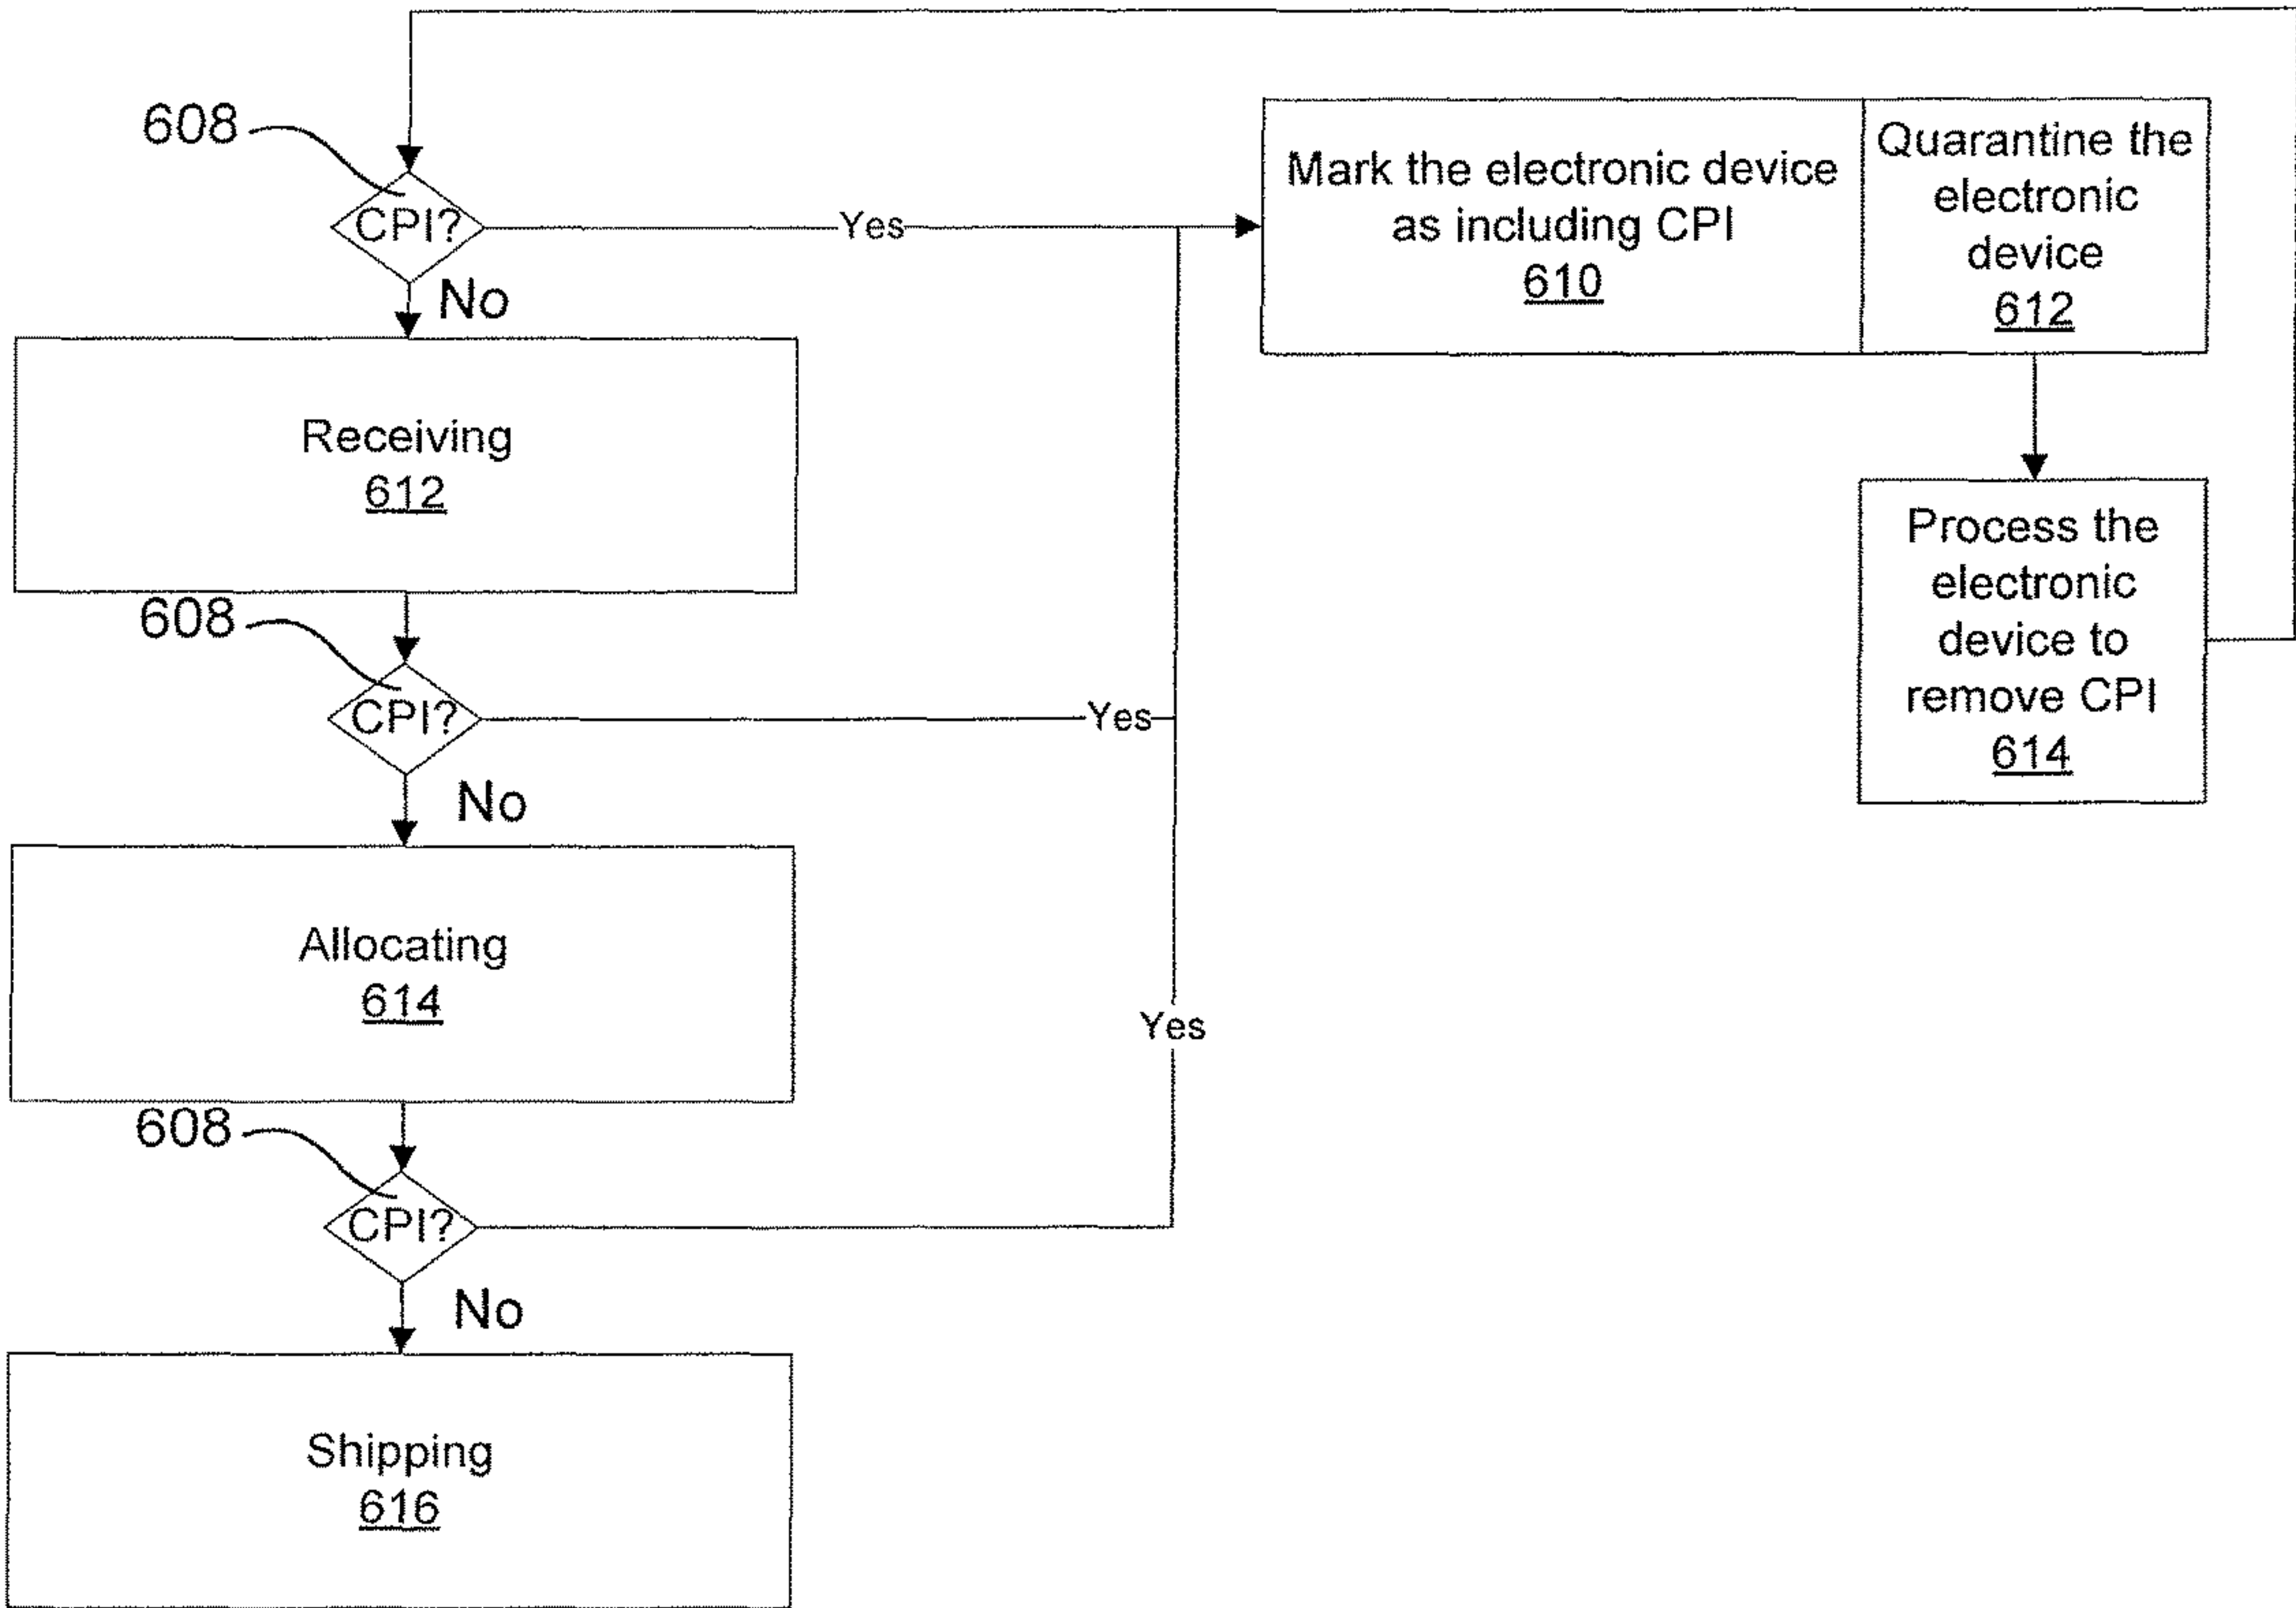 608
CPI?
Yes
No
Mark the electronic device
as including CPI
610
Quarantine the
electronic
device
612
Receiving
612
Process the
electronic
device to
remove CPI
614
608
CPI?
Yes
No
Allocating
614
Yes
608
CPI?
No
Shipping
616